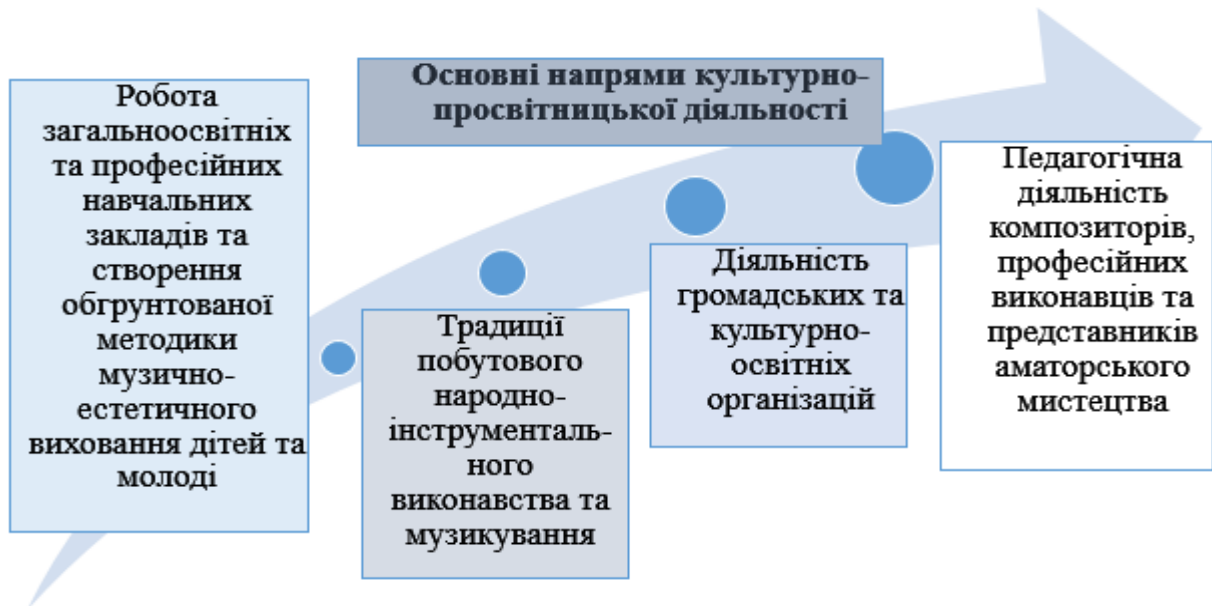 Основні напрями культурно-
просвітницької діяльності
Робота
загальноосвітніх
та професійних
навчальних
закладів та
створення
обгрунтованої
методики
музично-
естетичного
виховання дітей та
молоді
Традиції
побутового
народно-
інструменталь-
ного
виконавства та
музикування
Діяльність
громадських та
культурно-
освітніх
організацій
Педагогічна
діяльність
композиторів,
професійних
виконавців та
представників
аматорського
мистецтва